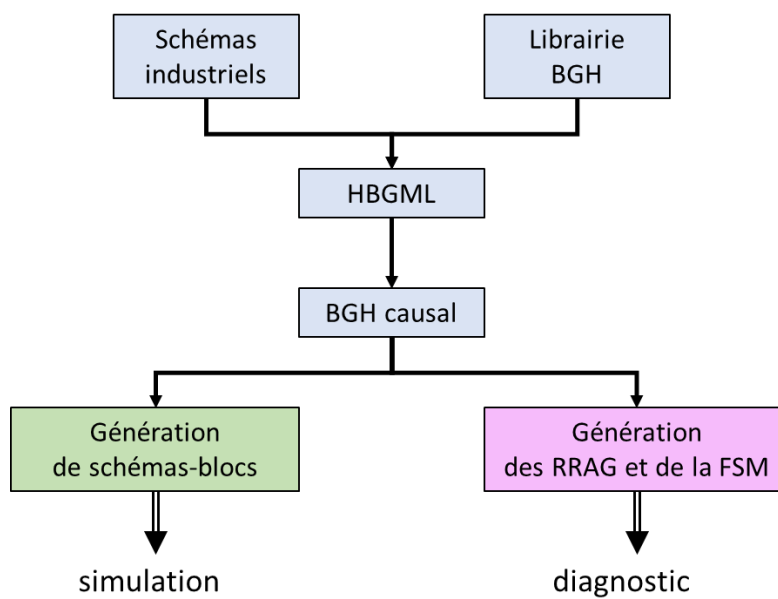 Schémas
industriels
Librairie
BGH
HBGML
BGH causal
Génération
de schémas-blocs
Génération
des RRAG et de la FSM
simulation
diagnostic